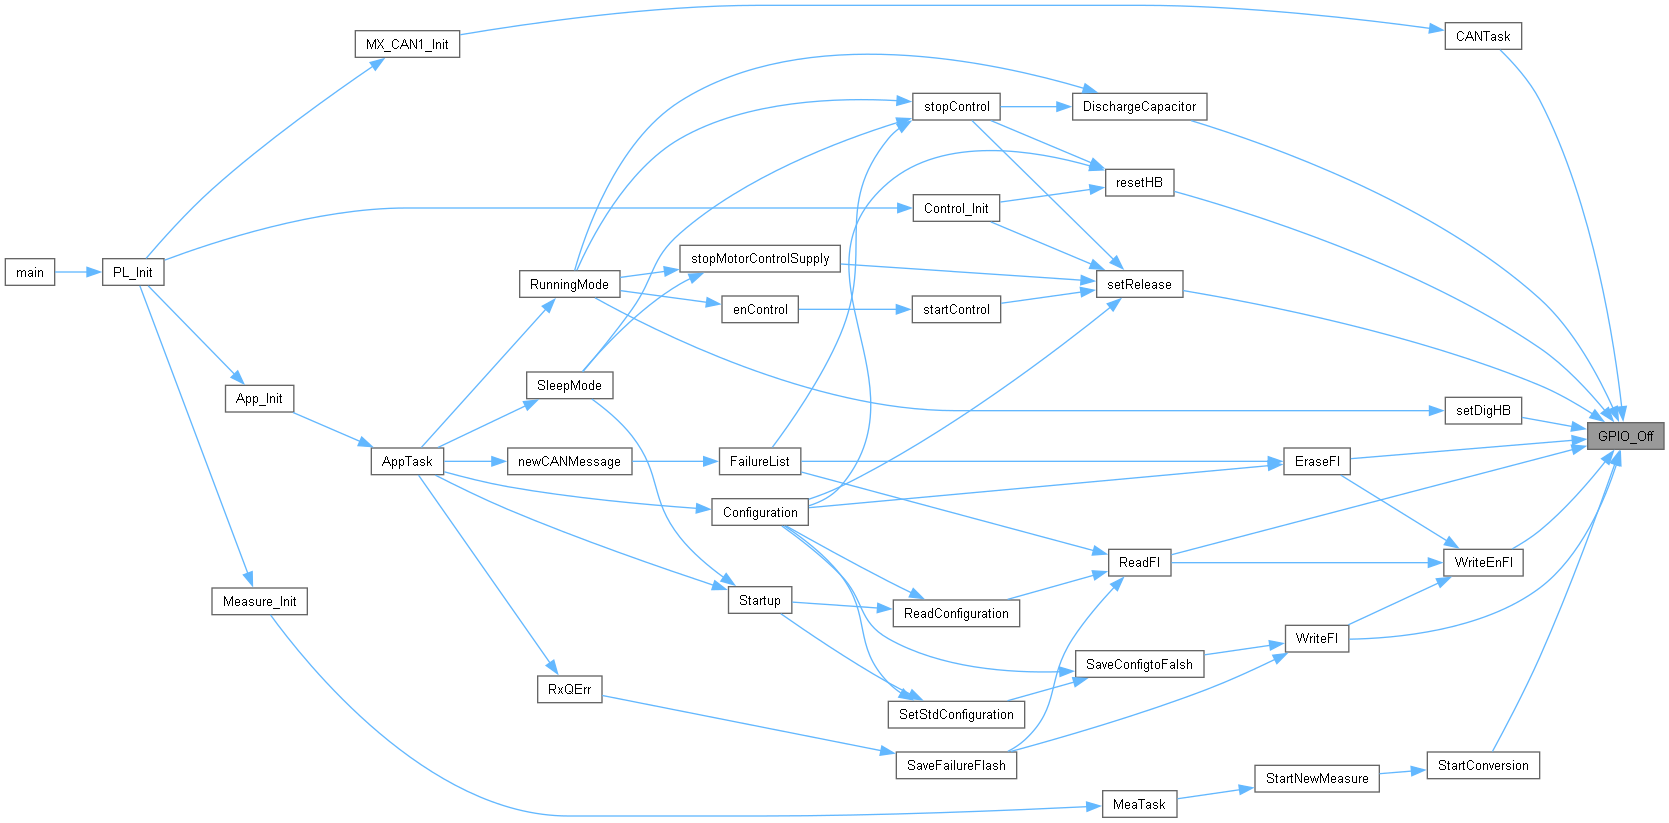 main
PL_Init
MX_CAN1_Init
App_Init
Measure_Init
AppTask
RunningMode
SleepMode
newCANMessage
RxQErr
stopMotorControlSupply
enControl
FailureList
Configuration
Startup
stopControl
Control_Init
startControl
ReadConfiguration
SetStdConfiguration
SaveFailureFlash
DischargeCapacitor
resetHB
setRelease
ReadFl
SaveConfigtoFalsh
MeaTask
EraseFl
WriteFl
StartNewMeasure
CANTask
setDigHB
WriteEnFl
StartConversion
GPIO_Off